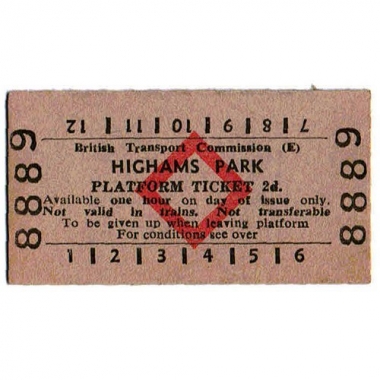 7 8 9 10 11 12
British Transport Commission (E)
HIGHAMS PARK
PLATFORM TICKET 2d.
Available one hour on day of issue only.
Not valid in trains. Not transferable
To be given up when leaving platform
For conditions see over
1 2 3 4 5 6
8889
8889